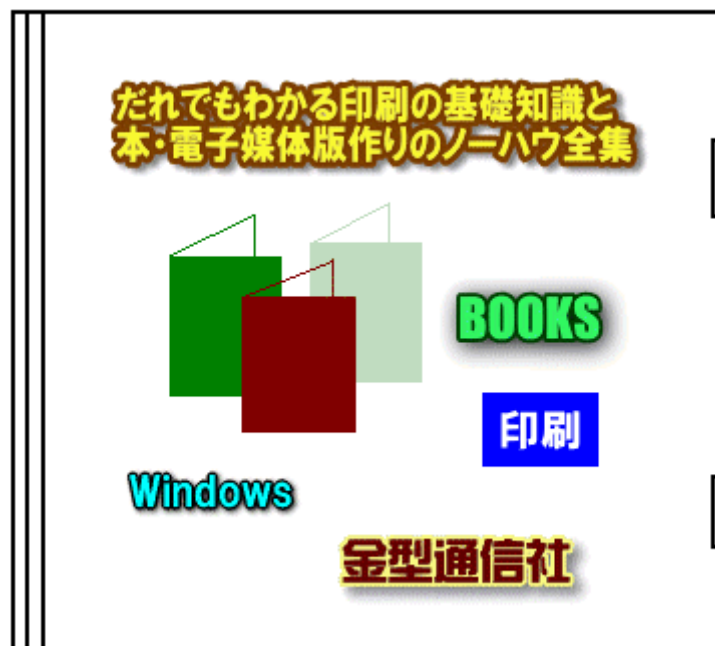 だれでもわかる印刷の基礎知識と
本・電子媒体版作りのノーハウ全集
BOOKS
印刷
Windows
金型通信社